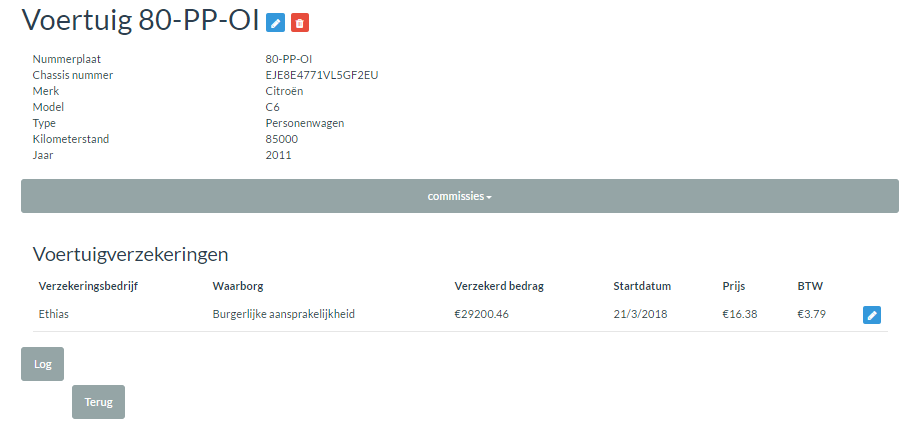 Voertuig 80-PP-OI
Nummerplaat 80-PP-OI
Chassis nummer EJE8E4771VL5GF2EU
Merk Citroën
Model C6
Type Personenwagen
Kilometerstand 85000
Jaar 2011
commissies
Voertuigverzekeringen
Verzekeringsbedrijf Waarborg Verzekerd bedrag Startdatum Prijs BTW
Ethias Burgerlijke aansprakelijkheid €29200.46 21/3/2018 €16.38 €3.79
Log
Terug